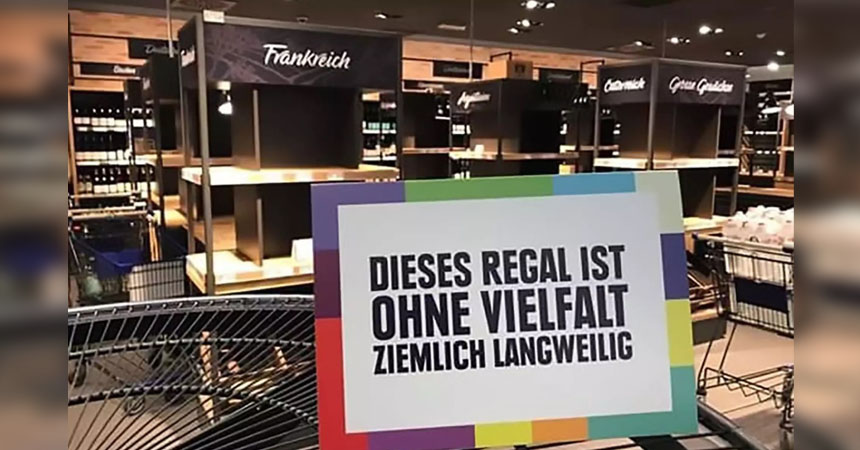 Frankreich
Österreich
Grosse Gewächse
DIESES REGAL IST
OHNE VIELFALT
ZIEMLICH LANGWEILIG